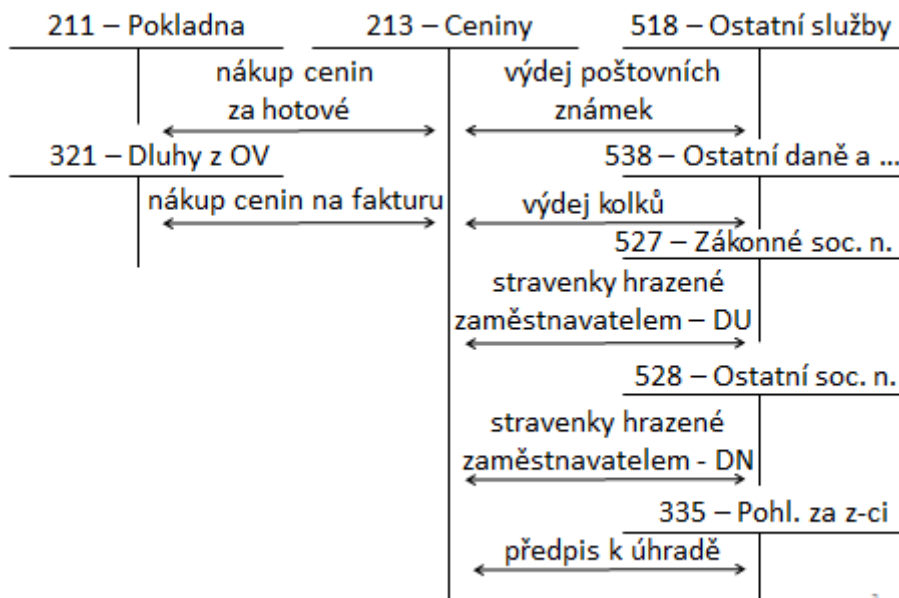 211 – Pokladna
213 – Ceniny
518 – Ostatní služby
nákup cenin
za hotové
výdej poštovních
známek
321 – Dluhy z OV
538 – Ostatní daně a ...
nákup cenin na fakturu
výdej kolků
527 – Zákonné soc. n.
stravenky hrazené
zaměstnavatelem – DU
528 – Ostatní soc. n.
stravenky hrazené
zaměstnavatelem - DN
335 – Pohl. za z-ci
předpis k úhradě